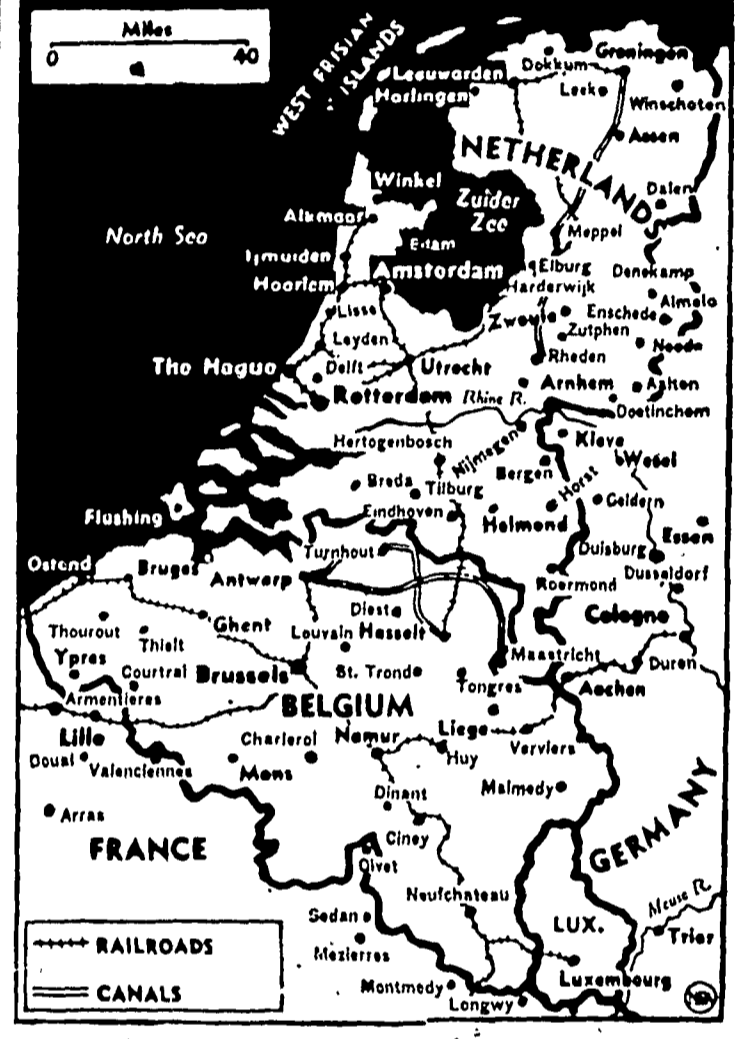 Miles
0 40
WEST FRISIAN
ISLANDS
Groningen
Dokkum
Leeuwarden
Harlingen
Leek
Winschoten
Assen
NETHERLANDS
Winkel
Zuider
Zee
Dalen
Alkmaar
North Sea
Meppel
Edam
Ijmuiden
Amsterdam
Elburg
Denekamp
Haarlem
Harderwijk
Almelo
Lisse
Zwolle
Enschede
Zutphen
Leyden
Neede
The Hague
Delft
Utrecht
Rheden
Rotterdam
Rhine R.
Arnhem
Aalten
Doetinchem
Hertogenbosch
Nijmegen
Kleve
Wesel
Bergen
Breda
Tilburg
Horst
Geldern
Flushing
Eindhoven
Helmond
Essen
Duisburg
Ostend
Bruges
Turnhout
Antwerp
Roermond
Dusseldorf
Diest
Cologne
Ghent
Thourout
Thielt
Louvain
Hasselt
Maastricht
Ypres
Courtrai
Brussels
St. Trond
Tongres
Duren
Aachen
Armentieres
BELGIUM
Lille
Charleroi
Namur
Liege
Verviers
Huy
Douai
Valenciennes
Mons
Malmedy
Dinant
Arras
Ciney
GERMANY
FRANCE
Givet
Neufchateau
Meuse R.
Sedan
LUX.
Trier
RAILROADS
Mezierres
Luxembourg
CANALS
Montmedy
Longwy
NEA